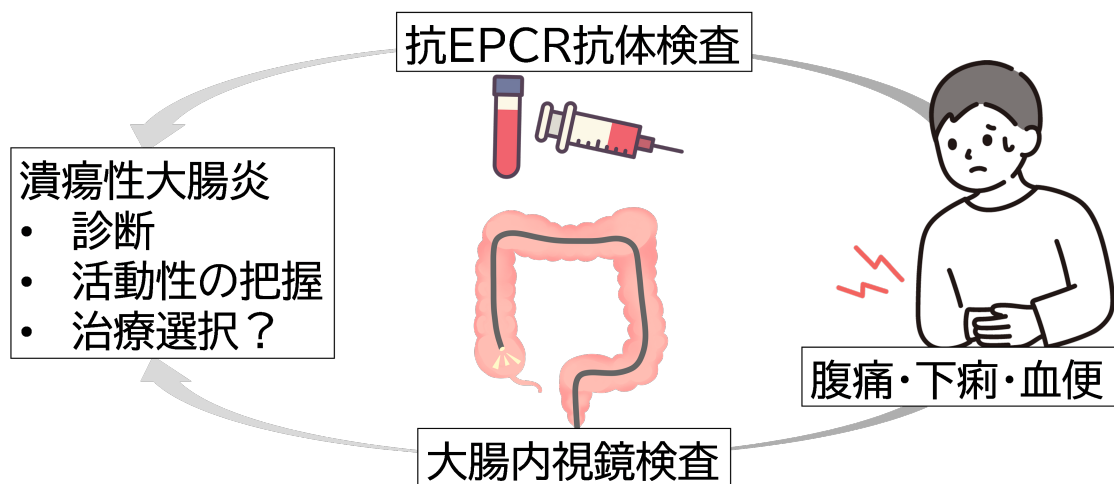 抗EPCR抗体検査
潰瘍性大腸炎
• 診断
• 活動性の把握
• 治療選択？
腹痛・下痢・血便
大腸内視鏡検査